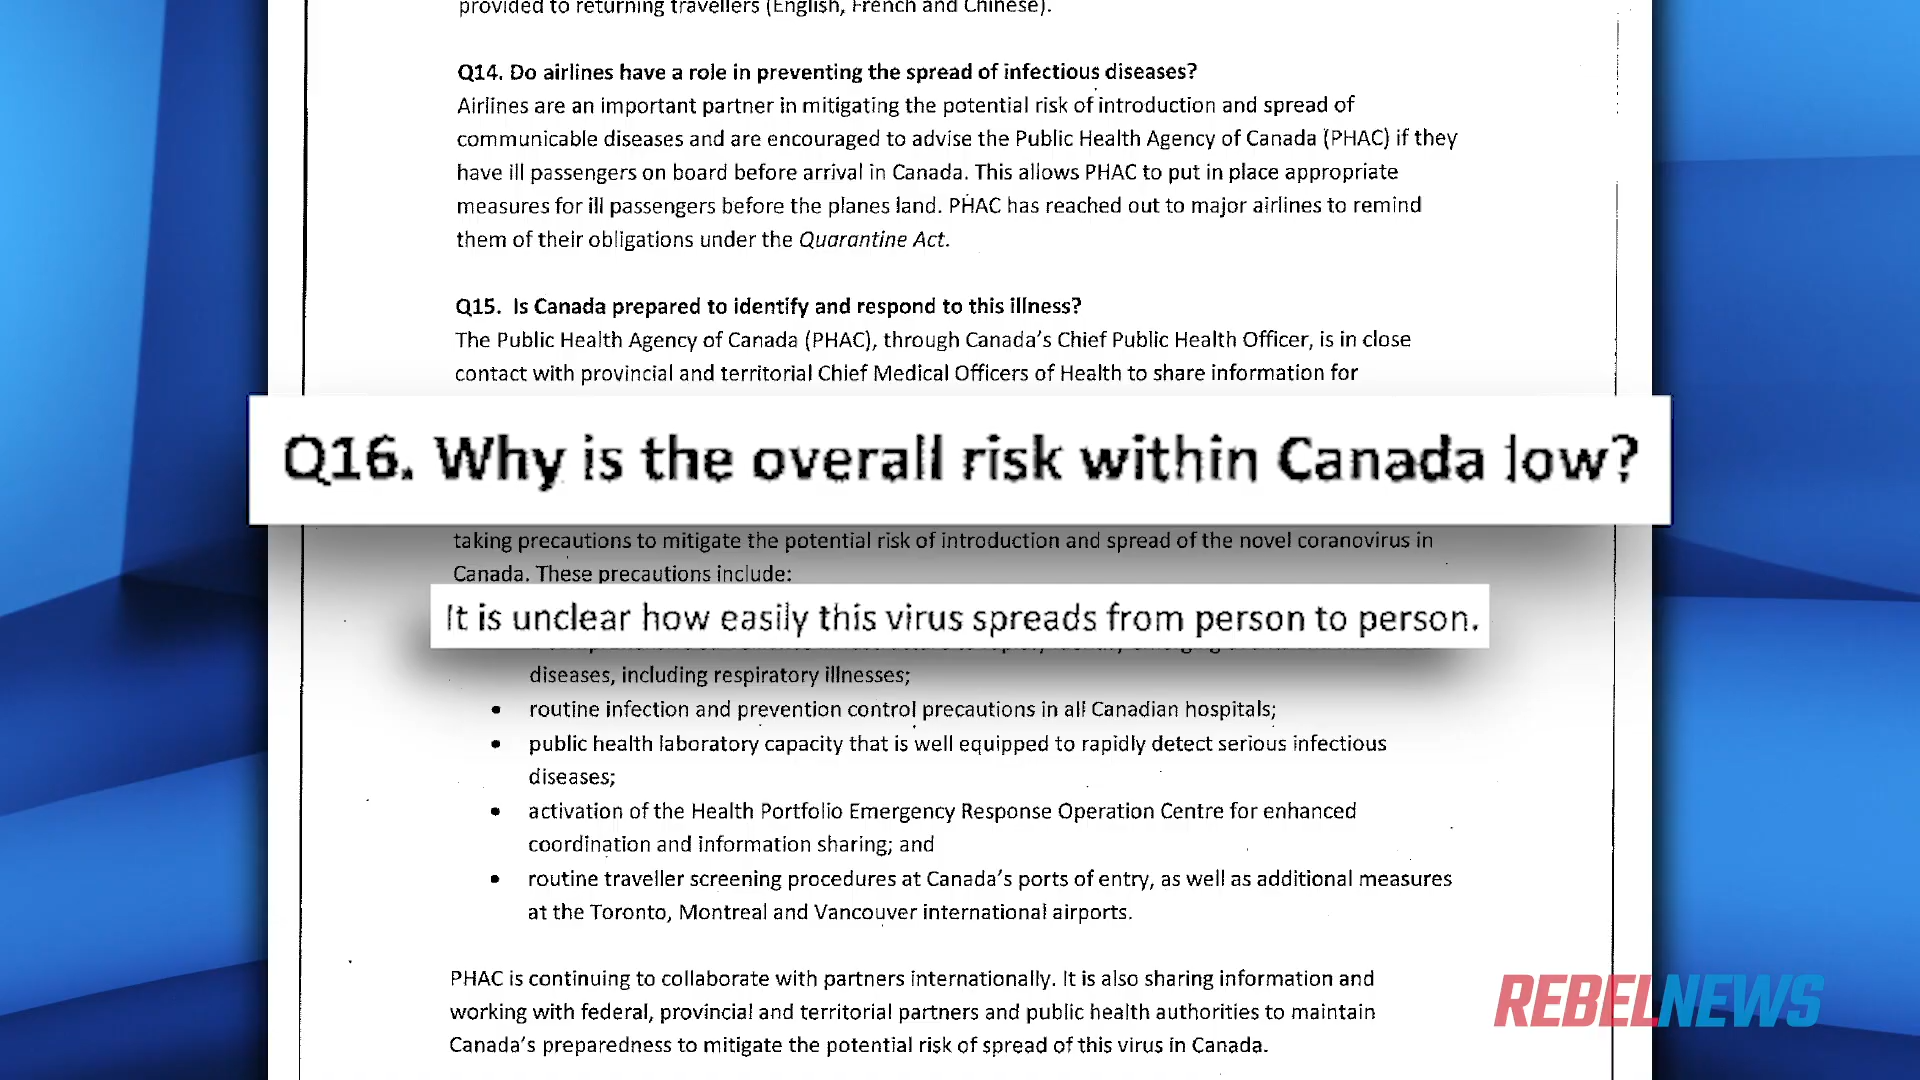 provided to returning travellers (English, French and Chinese).
Q14. Do airlines have a role in preventing the spread of infectious diseases?
Airlines are an important partner in mitigating the potential risk of introduction and spread of
communicable diseases and are encouraged to advise the Public Health Agency of Canada (PHAC) if they
have ill passengers on board before arrival in Canada. This allows PHAC to put in place appropriate
measures for ill passengers before the planes land. PHAC has reached out to major airlines to remind
them of their obligations under the Quarantine Act.
Q15. Is Canada prepared to identify and respond to this illness?
The Public Health Agency of Canada (PHAC), through Canada's Chief Public Health Officer, is in close
contact with provincial and territorial Chief Medical Officers of Health to share information for
Q16. Why is the overall risk within Canada low?
taking precautions to mitigate the potential risk of introduction and spread of the novel coranovirus in
Canada. These precautions include:
It is unclear how easily this virus spreads from person to person.
diseases, including respiratory illnesses;
• routine infection and prevention control precautions in all Canadian hospitals;
• public health laboratory capacity that is well equipped to rapidly detect serious infectious
diseases;
• activation of the Health Portfolio Emergency Response Operation Centre for enhanced
coordination and information sharing; and
• routine traveller screening procedures at Canada's ports of entry, as well as additional measures
at the Toronto, Montreal and Vancouver international airports.
PHAC is continuing to collaborate with partners internationally. It is also sharing information and
working with federal, provincial and territorial partners and public health authorities to maintain
Canada's preparedness to mitigate the potential risk of spread of this virus in Canada.
REBELNEWS